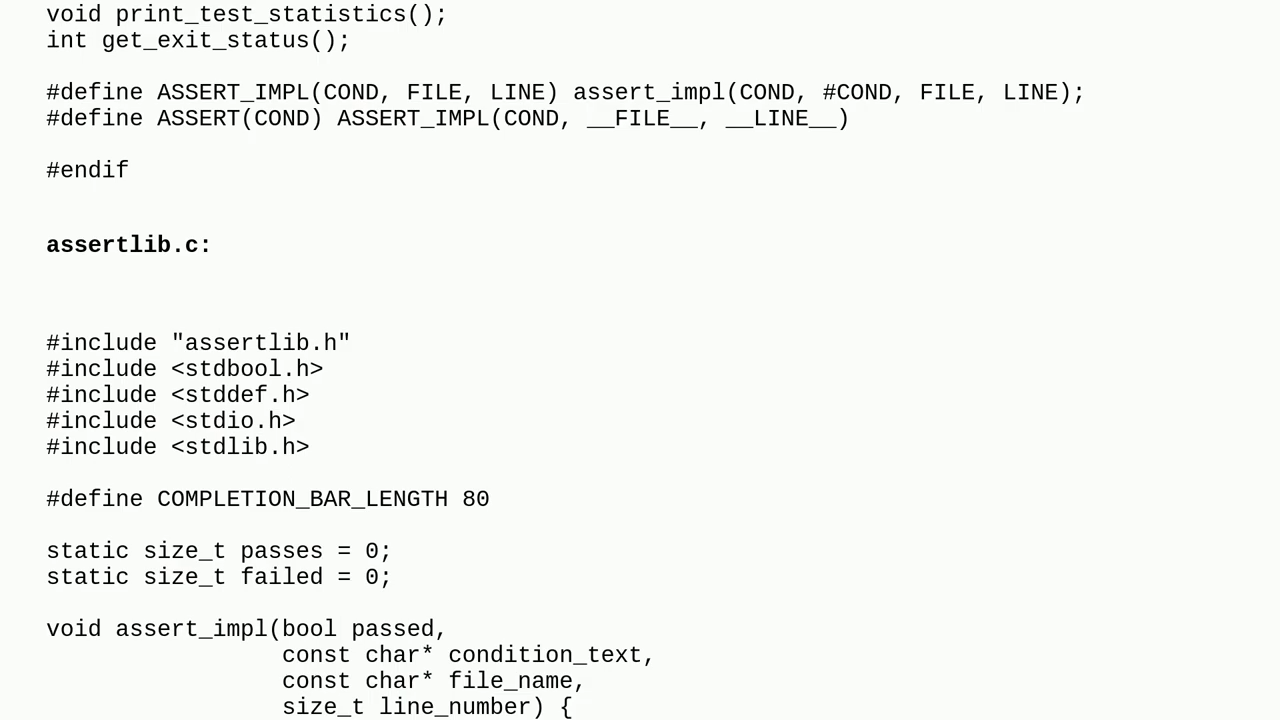 void print_test_statistics();
int get_exit_status();
#define ASSERT_IMPL(COND, FILE, LINE) assert_impl(COND, #COND, FILE, LINE);
#define ASSERT(COND) ASSERT_IMPL(COND, __FILE__, __LINE__)
#endif
assertlib.c:
#include "assertlib.h"
#include <stdbool.h>
#include <stddef.h>
#include <stdio.h>
#include <stdlib.h>
#define COMPLETION_BAR_LENGTH 80
static size_t passes = 0;
static size_t failed = 0;
void assert_impl(bool passed,
                 const char* condition_text,
                 const char* file_name,
                 size_t line_number) {